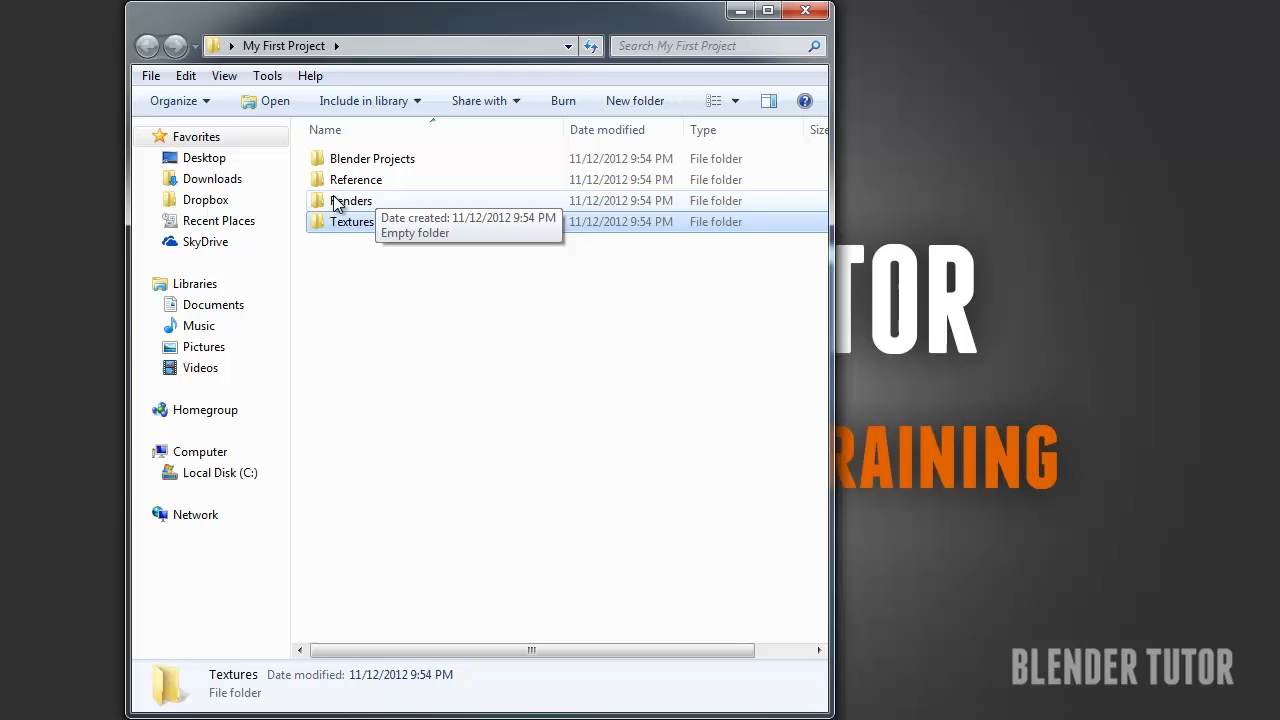 My First Project
Search My First Project
File Edit View Tools Help
Organize Open Include in library Share with Burn New folder
Name Date modified Type Size
Favorites
Desktop
Downloads
Dropbox
Recent Places
SkyDrive
Libraries
Documents
Music
Pictures
Videos
Homegroup
Computer
Local Disk (C:)
Network
Blender Projects 11/12/2012 9:54 PM File folder
Reference 11/12/2012 9:54 PM File folder
Renders 11/12/2012 9:54 PM File folder
Textures 11/12/2012 9:54 PM File folder
Date created: 11/12/2012 9:54 PM
Empty folder
Textures Date modified: 11/12/2012 9:54 PM
File folder
TOR
RAINING
BLENDER TUTOR